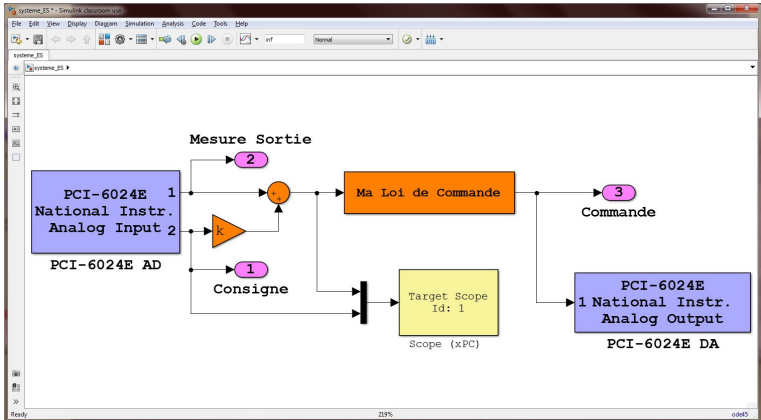 systeme_ES * - Simulink classroom use
File Edit View Display Diagram Simulation Analysis Code Tools Help
inf
Normal
systeme_ES
systeme_ES
Mesure Sortie
2
PCI-6024E
National Instr.
Analog Input
1
2
PCI-6024E AD
+
+
k
1
Consigne
Ma Loi de Commande
3
Commande
Target Scope
Id: 1
Scope (xPC)
PCI-6024E
1 National Instr.
Analog Output
PCI-6024E DA
Ready
219%
ode45